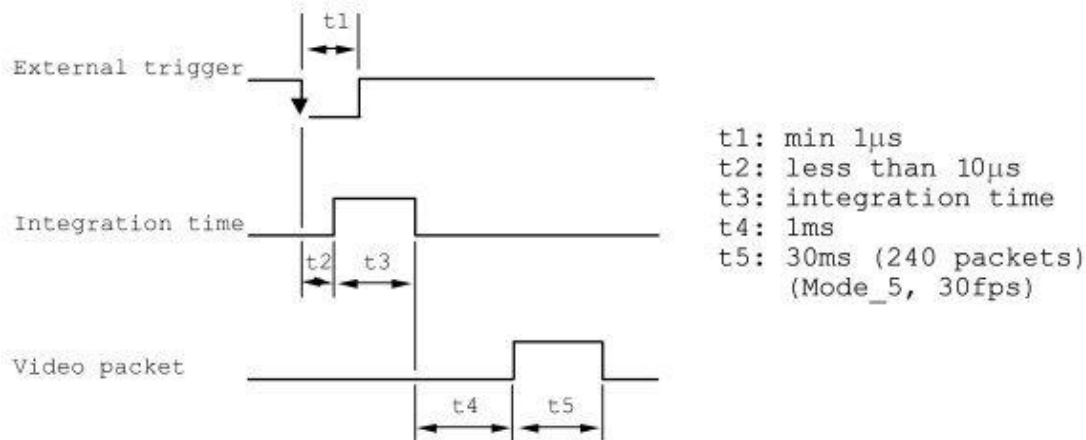 t1
External trigger
t1: min 1μs
t2: less than 10μs
t3: integration time
t4: 1ms
t5: 30ms (240 packets)
(Mode_5, 30fps)
Integration time
t2
t3
Video packet
t4
t5